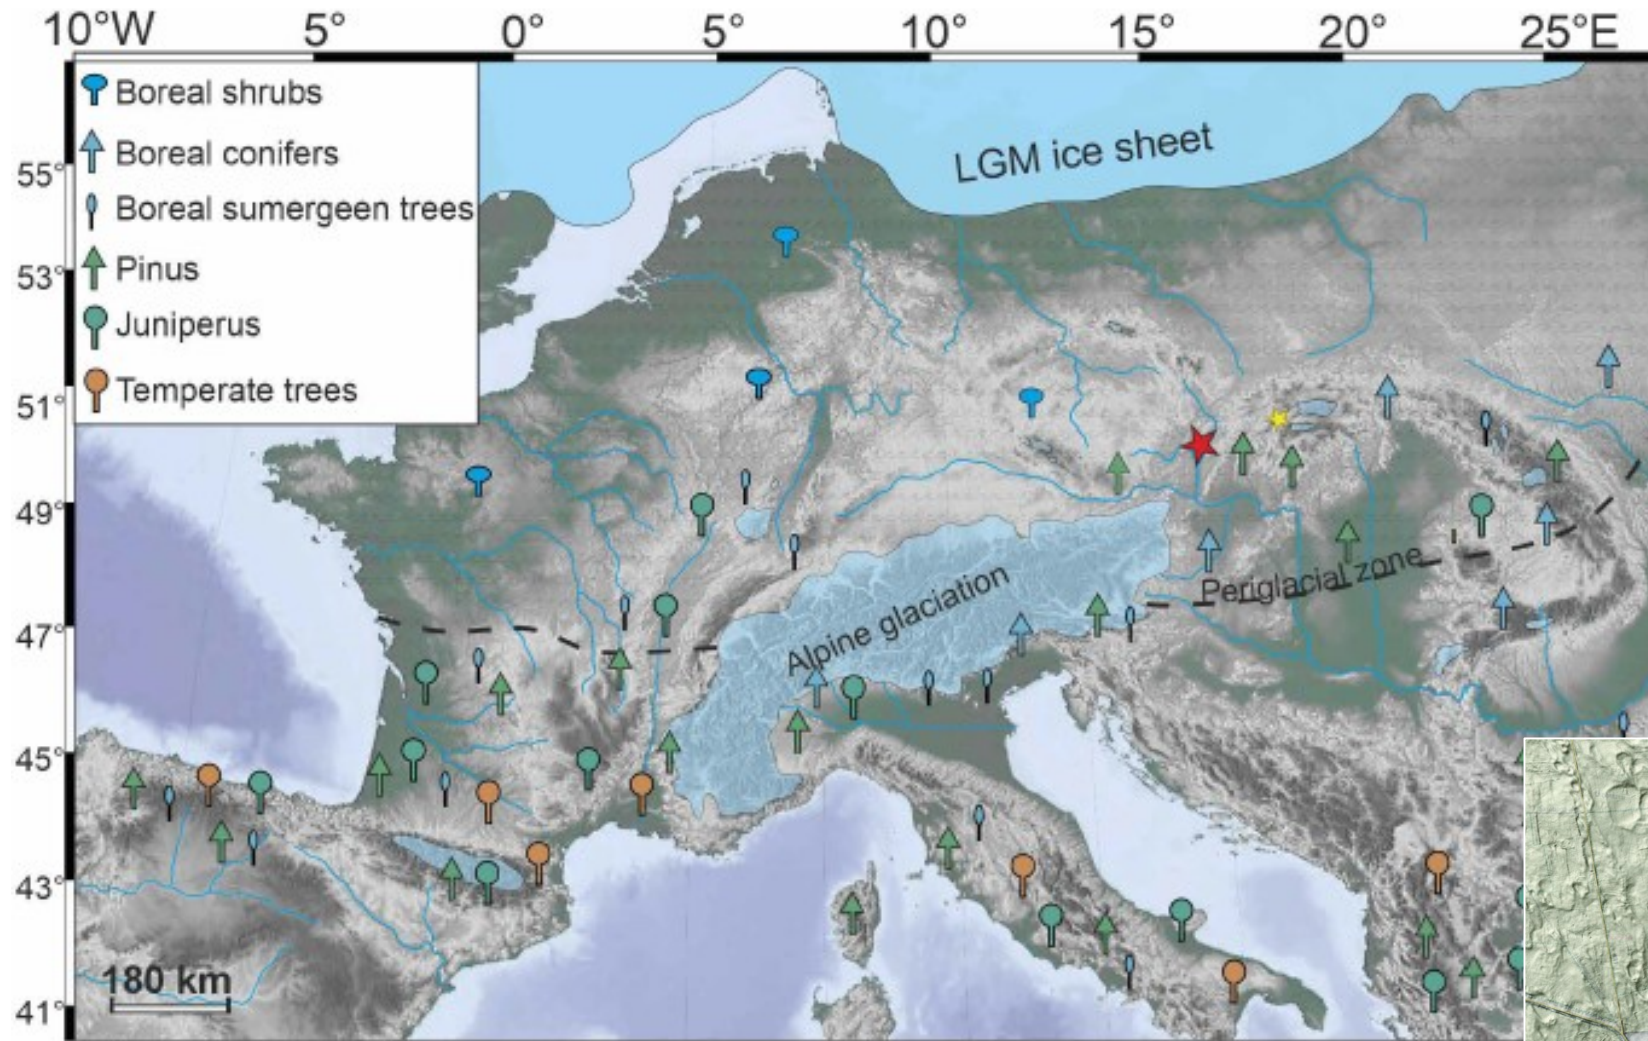 10°W 5° 0° 5° 10° 15° 20° 25°E
Boreal shrubs
Boreal conifers
Boreal sumergeen trees
Pinus
Juniperus
Temperate trees
LGM ice sheet
55°
53°
51°
49°
47°
45°
43°
41°
Periglacial zone
Alpine glaciation
180 km